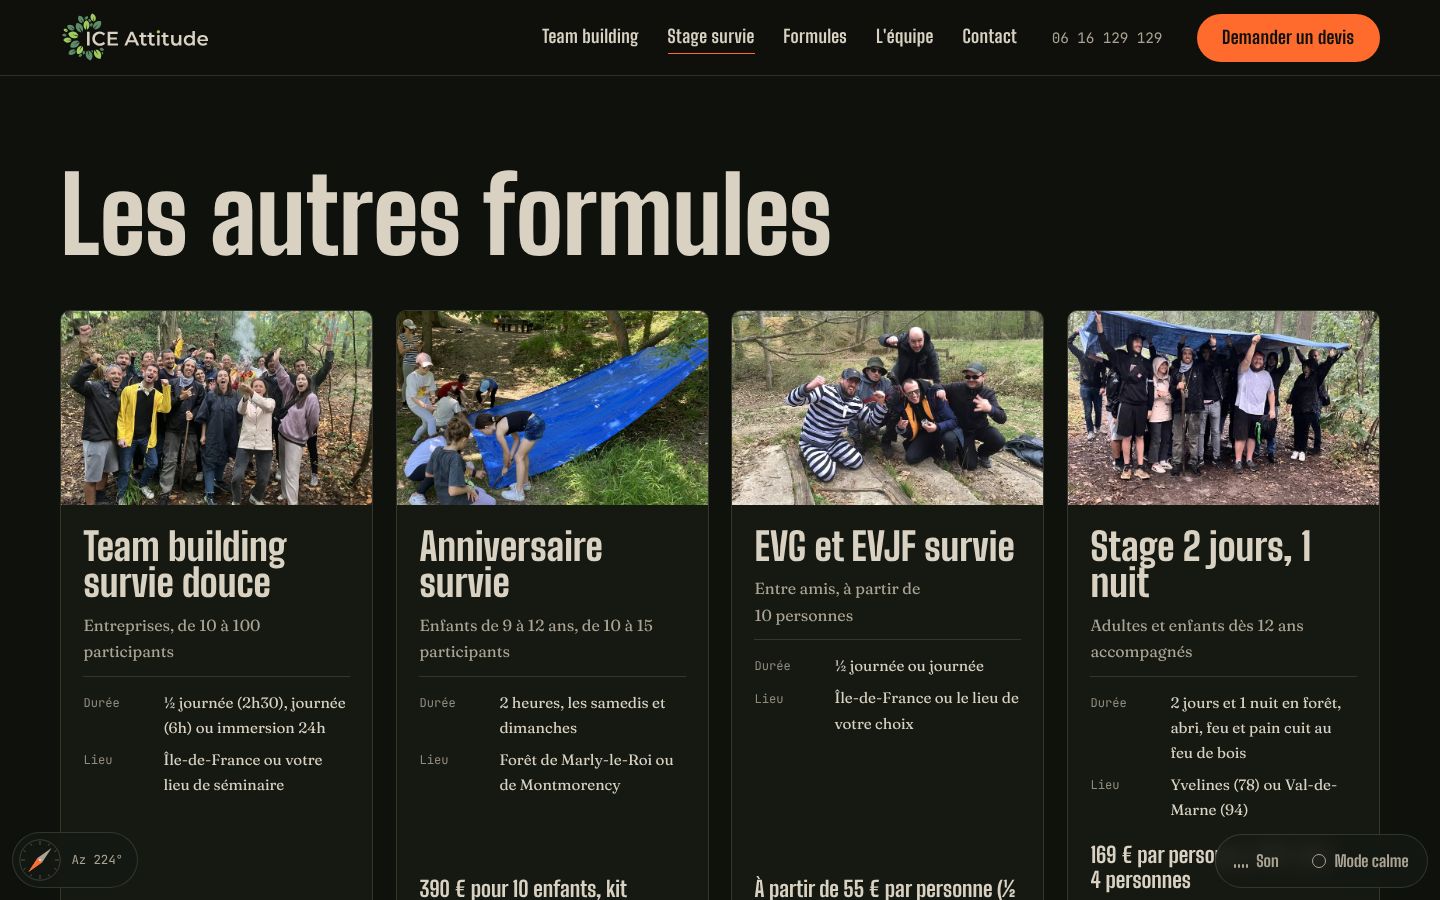 ICE Attitude
Team building
Stage survie
Formules
L'équipe
Contact
06 16 129 129
Demander un devis
Les autres formules
Team building
survie douce
Entreprises, de 10 à 100
participants
Durée
½ journée (2h30), journée
(6h) ou immersion 24h
Lieu
Île-de-France ou votre
lieu de séminaire
Anniversaire
survie
Enfants de 9 à 12 ans, de 10 à 15
participants
Durée
2 heures, les samedis et
dimanches
Lieu
Forêt de Marly-le-Roi ou
de Montmorency
390 € pour 10 enfants, kit
EVG et EVJF survie
Entre amis, à partir de
10 personnes
Durée
½ journée ou journée
Lieu
Île-de-France ou le lieu de
votre choix
À partir de 55 € par personne (½
Stage 2 jours, 1
nuit
Adultes et enfants dès 12 ans
accompagnés
Durée
2 jours et 1 nuit en forêt,
abri, feu et pain cuit au
feu de bois
Lieu
Yvelines (78) ou Val-de-
Marne (94)
169 € par perso
4 personnes
Az 224°
Son
Mode calme